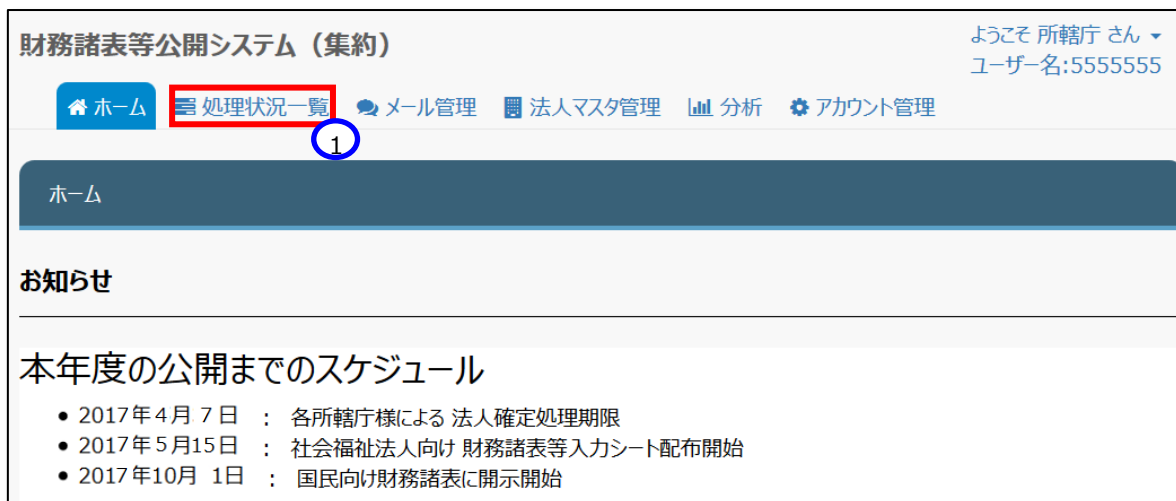 財務諸表等公開システム（集約）
ようこそ 所轄庁 さん
ユーザー名:5555555
ホーム 処理状況一覧 メール管理 法人マスタ管理 分析 アカウント管理
1
ホーム
お知らせ
本年度の公開までのスケジュール
● 2017年4月 7日 ： 各所轄庁様による 法人確定処理期限
● 2017年5月15日 ： 社会福祉法人向け 財務諸表等入力シート配布開始
● 2017年10月 1日 ： 国民向け財務諸表に開示開始